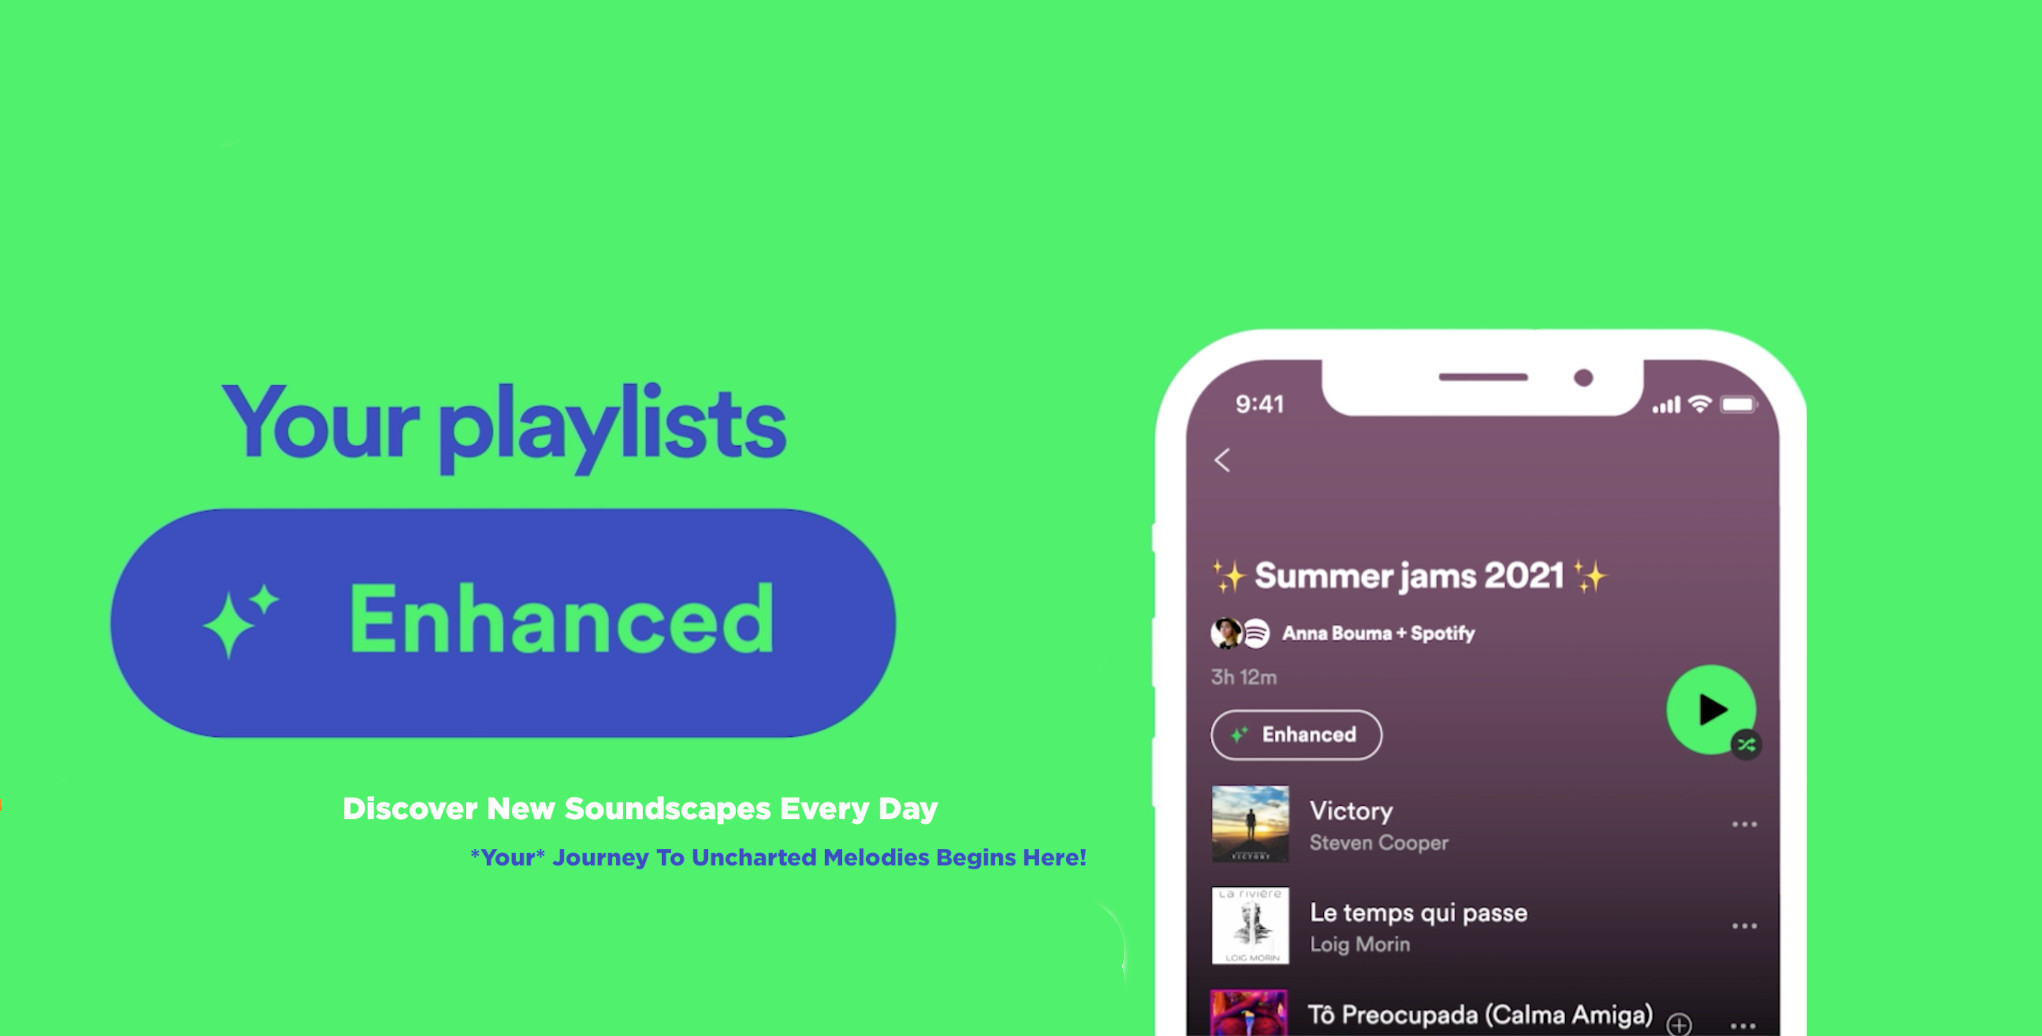 Your playlists
Enhanced
Discover New Soundscapes Every Day
*Your* Journey To Uncharted Melodies Begins Here!
9:41
✨ Summer jams 2021 ✨
Anna Bouma + Spotify
3h 12m
Enhanced
VICTORY
Victory
Steven Cooper
La rivière
LOIG MORIN
Le temps qui passe
Loig Morin
Tô Preocupada (Calma Amiga)